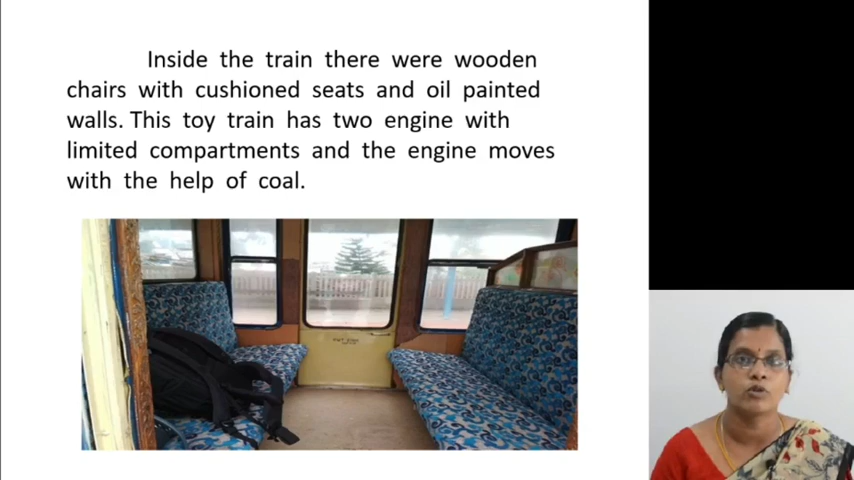 Inside the train there were wooden
chairs with cushioned seats and oil painted
walls. This toy train has two engine with
limited compartments and the engine moves
with the help of coal.